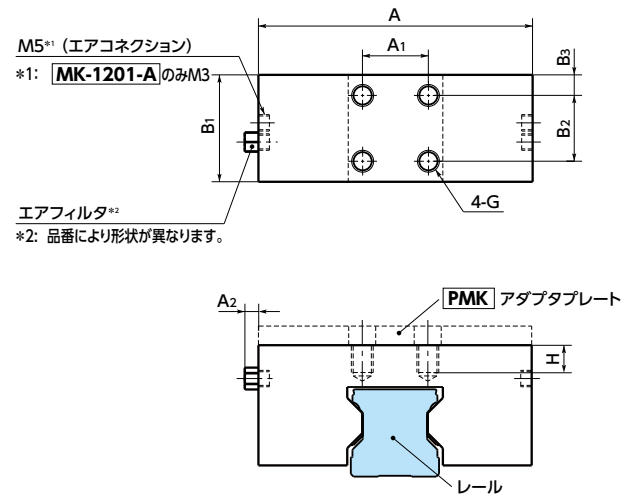 A
M5*1（エアコネクション）
A1
B3
*1: MK-1201-AのみM3
B1
B2
エアフィルタ*2
4-G
*2: 品番により形状が異なります。
A2
PMK アダプタプレート
H
レール